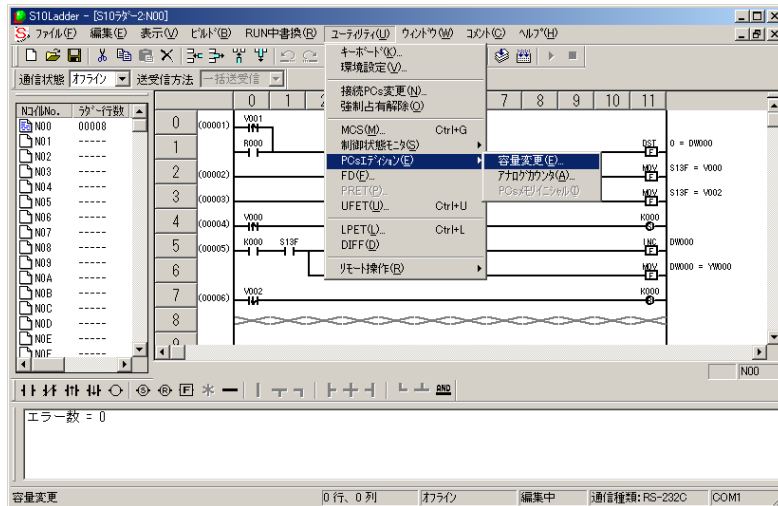 S10Ladder - [S10ﾗﾀﾞｰ2:N00]
ファイル(F) 編集(E) 表示(V) ﾋﾞﾙﾄﾞ(B) RUN中書換(R) ユーティリティ(U) ウィンドウ(W) コメント(C) ヘルプ(H)
通信状態 ｵﾌﾗｲﾝ 送受信方法 一括送受信
NｺｲﾙNo. ﾗﾀﾞｰ行数
N00 00008
N01 -----
N02 -----
N03 -----
N04 -----
N05 -----
N06 -----
N07 -----
N08 -----
N09 -----
N0A -----
N0B -----
N0C -----
N0D -----
N0E -----
N0F -----
0 1 2 7 8 9 10 11
0 (00001) V001
1 R000 DST F 0 = DW000
2 (00002) MOV F S13F = V000
3 (00003) MOV F S13F = V002
4 (00004) V000 K000 R
5 (00005) K000 S13F INC F DW000
6 MOV F DW000 = YW000
7 (00006) V002 K000 S
8
9
キーボード(K)...
環境設定(V)...
接続PCs変更(N)...
強制占有解除(O)
MCS(M)... Ctrl+G
制御状態モニタ(S)
PCsｴﾃﾞｨｼｮﾝ(E)
FD(F)...
PRET(P)...
UFET(U)... Ctrl+U
LPET(L)... Ctrl+L
DIFF(D)
リモート操作(R)
容量変更(E)...
アナログカウンタ(A)...
PCsﾒﾓﾘｲﾆｼｬﾙ(I)
N00
S R F AND
エラー数 = 0
容量変更 0 行、0 列 ｵﾌﾗｲﾝ 編集中 通信種類: RS-232C COM1